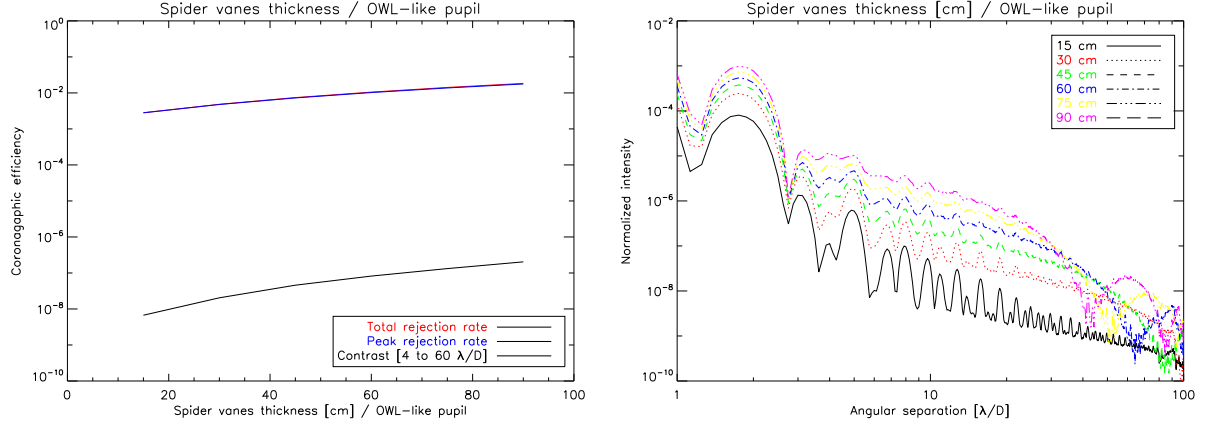 Spider vanes thickness / OWL-like pupil
Coronagaphic efficiency
10^0
10^-2
10^-4
10^-6
10^-8
10^-10
Total rejection rate
Peak rejection rate
Contrast [4 to 60 λ/D]
0 20 40 60 80 100
Spider vanes thickness [cm] / OWL-like pupil
Spider vanes thickness [cm] / OWL-like pupil
Normalized intensity
10^-2
10^-4
10^-6
10^-8
10^-10
15 cm
30 cm
45 cm
60 cm
75 cm
90 cm
1 10 100
Angular separation [λ/D]